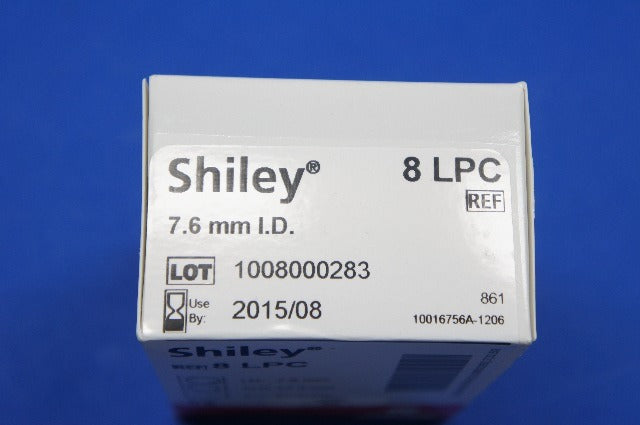 Shiley® 8 LPC
REF
7.6 mm I.D.
LOT 1008000283
Use By: 2015/08
861
10016756A-1206
Shiley®
REF 8 LPC